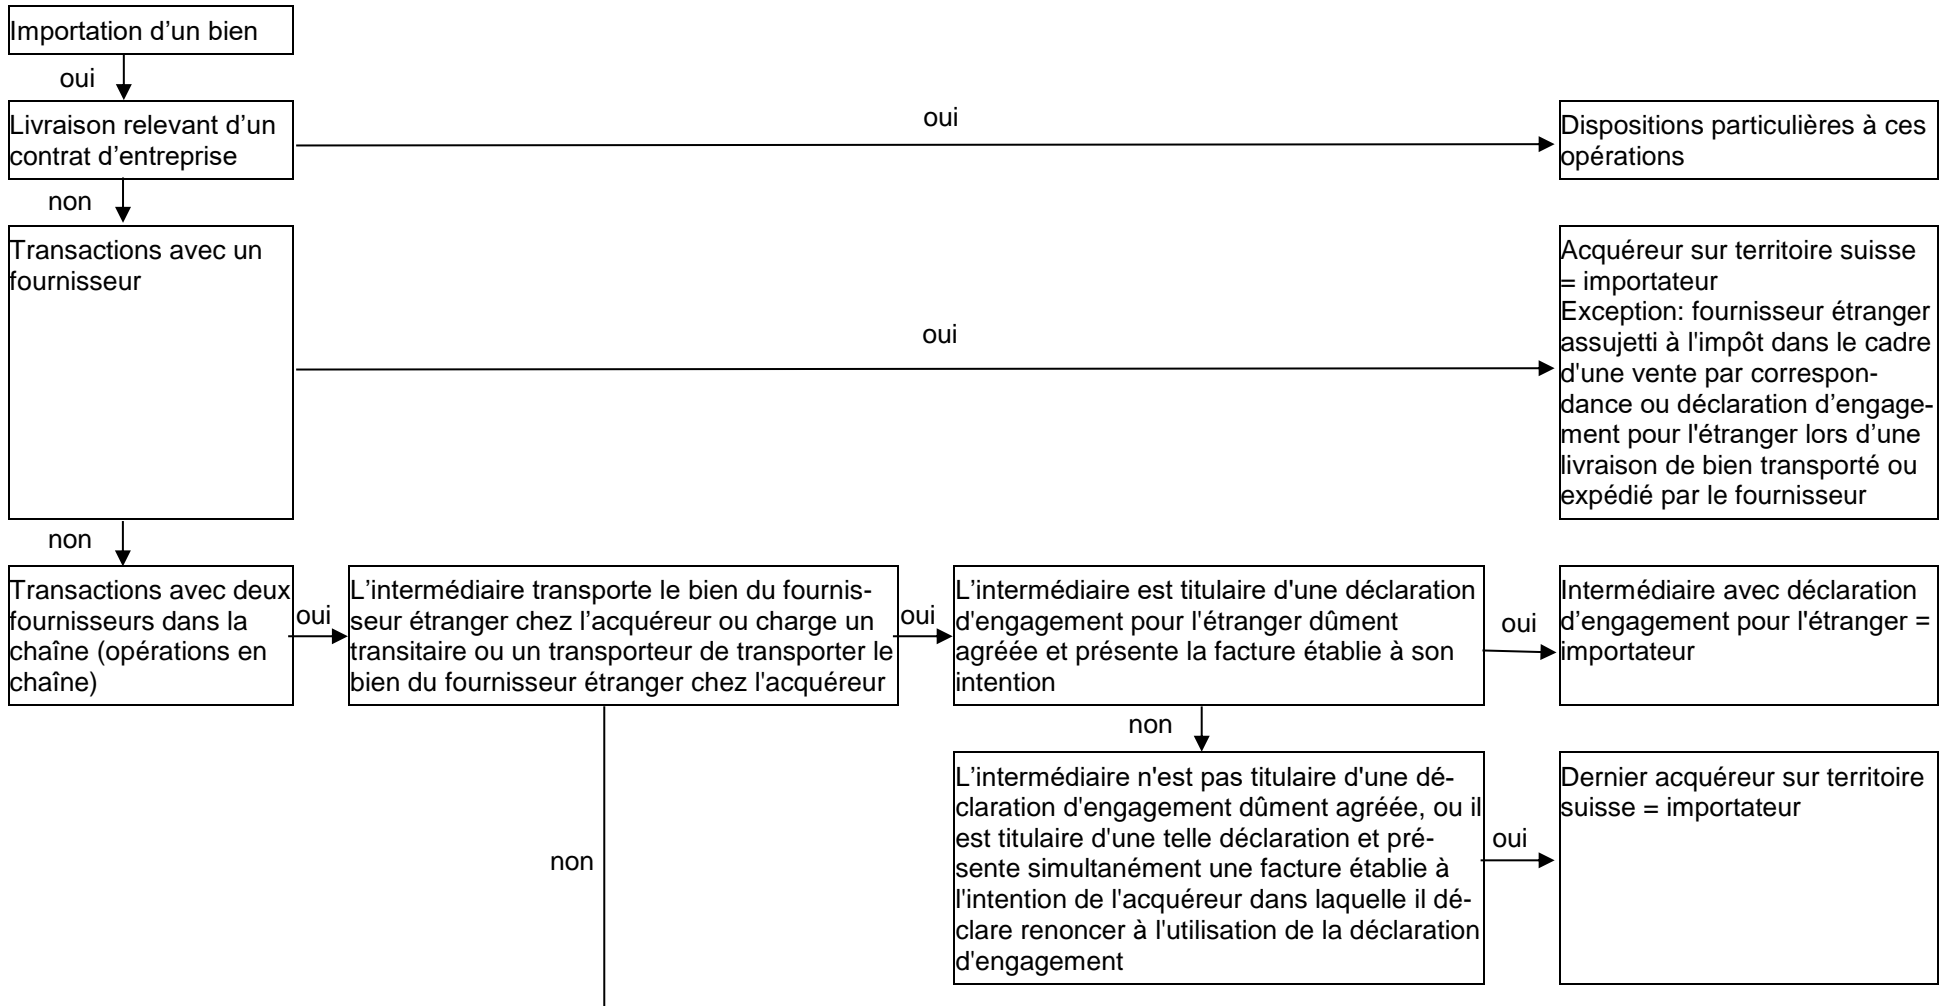 Importation d’un bien
oui
Livraison relevant d’un
contrat d’entreprise
oui
Dispositions particulières à ces
opérations
non
Transactions avec un
fournisseur
oui
Acquéreur sur territoire suisse
= importateur
Exception: fournisseur étranger
assujetti à l'impôt dans le cadre
d'une vente par correspon-
dance ou déclaration d’engage-
ment pour l'étranger lors d’une
livraison de bien transporté ou
expédié par le fournisseur
non
Transactions avec deux
fournisseurs dans la
chaîne (opérations en
chaîne)
oui
L’intermédiaire transporte le bien du fournis-
seur étranger chez l’acquéreur ou charge un
transitaire ou un transporteur de transporter le
bien du fournisseur étranger chez l'acquéreur
oui
L’intermédiaire est titulaire d'une déclaration
d'engagement pour l'étranger dûment
agréée et présente la facture établie à son
intention
oui
Intermédiaire avec déclaration
d’engagement pour l'étranger =
importateur
non
L’intermédiaire n'est pas titulaire d'une dé-
claration d'engagement dûment agréée, ou il
est titulaire d'une telle déclaration et pré-
sente simultanément une facture établie à
l'intention de l'acquéreur dans laquelle il dé-
clare renoncer à l'utilisation de la déclaration
d'engagement
oui
Dernier acquéreur sur territoire
suisse = importateur
non